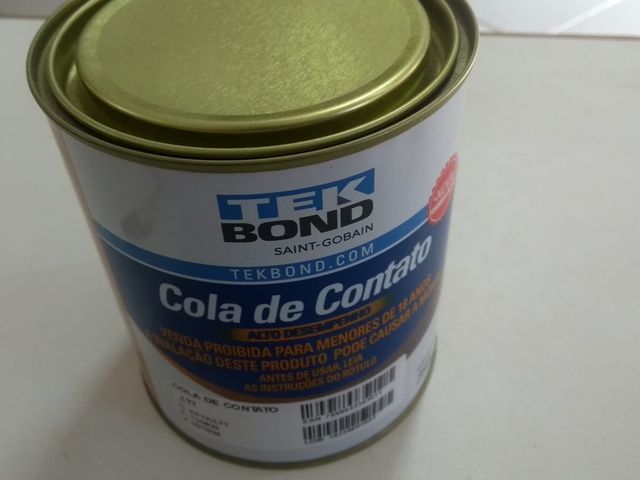 TEK
BOND
SAINT-GOBAIN
TEKBOND.COM
Cola de Contato
ALTO DESEMPENHO
VENDA PROIBIDA PARA MENORES DE 18 ANOS.
A INALAÇÃO DESTE PRODUTO PODE CAUSAR A
ANTES DE USAR, LEIA
AS INSTRUÇÕES DO RÓTULO
COLA DE CONTATO